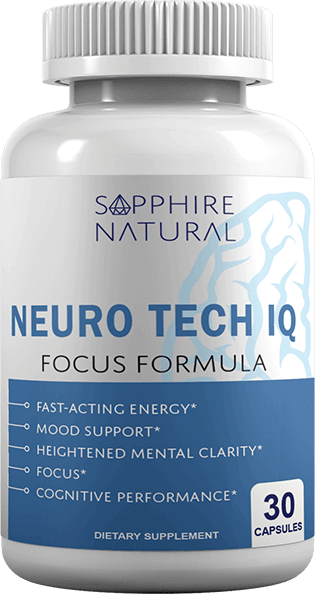 SAPPHIRE
NATURAL
NEURO TECH IQ
FOCUS FORMULA
FAST-ACTING ENERGY*
MOOD SUPPORT*
HEIGHTENED MENTAL CLARITY*
FOCUS*
COGNITIVE PERFORMANCE*
30
CAPSULES
DIETARY SUPPLEMENT